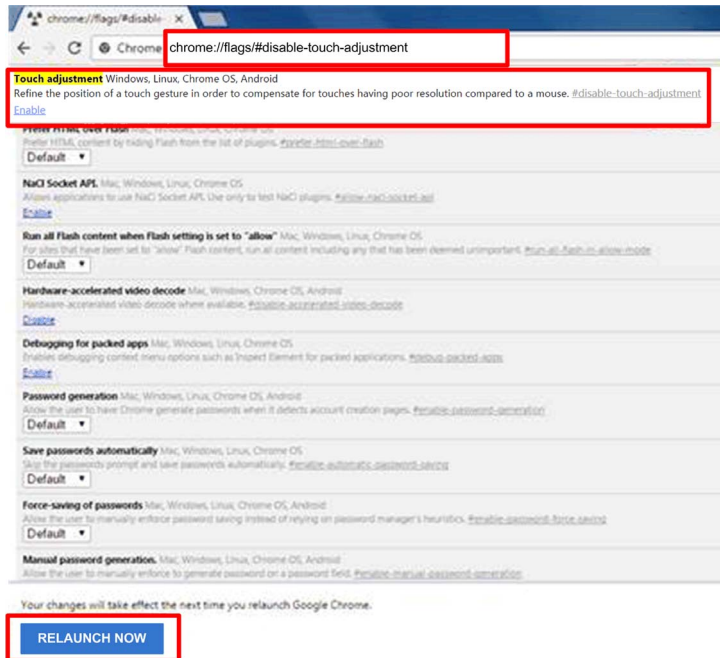 chrome://flags/#disable-
Chrome
chrome://flags/#disable-touch-adjustment
Touch adjustment Windows, Linux, Chrome OS, Android
Refine the position of a touch gesture in order to compensate for touches having poor resolution compared to a mouse. #disable-touch-adjustment
Enable
Prefer HTML over Flash Mac, Windows, Linux, Chrome OS
Prefer HTML content by hiding Flash from the list of plugins. #prefer-html-over-flash
Default
NaCl Socket API. Mac, Windows, Linux, Chrome OS
Allows applications to use NaCl Socket API. Use only to test NaCl plugins. #allow-nacl-socket-api
Enable
Run all Flash content when Flash setting is set to "allow" Mac, Windows, Linux, Chrome OS
For sites that have been set to "allow" Flash content, run all content including any that has been deemed unimportant. #run-all-flash-in-allow-mode
Default
Hardware-accelerated video decode Mac, Windows, Chrome OS, Android
Hardware-accelerated video decode where available. #disable-accelerated-video-decode
Disable
Debugging for packed apps Mac, Windows, Linux, Chrome OS
Enables debugging context menu options such as Inspect Element for packed applications. #debug-packed-apps
Enable
Password generation Mac, Windows, Linux, Chrome OS, Android
Allow the user to have Chrome generate passwords when it detects account creation pages. #enable-password-generation
Default
Save passwords automatically Mac, Windows, Linux, Chrome OS
Skip the passwords prompt and save passwords automatically. #enable-automatic-password-saving
Default
Force-saving of passwords Mac, Windows, Linux, Chrome OS, Android
Allow the user to manually enforce password saving instead of relying on password manager's heuristics. #enable-password-force-saving
Default
Manual password generation. Mac, Windows, Linux, Chrome OS, Android
Allow the user to manually enforce to generate password on a password field. #enable-manual-password-generation
Your changes will take effect the next time you relaunch Google Chrome.
RELAUNCH NOW